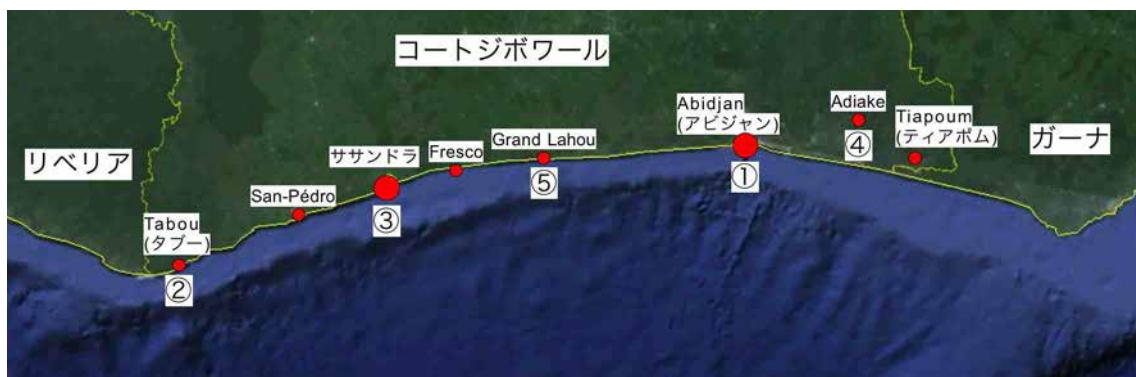 コートジボワール
リベリア
ガーナ
Tabou
(タブー)
②
San-Pédro
ササンドラ
③
Fresco
Grand Lahou
⑤
Abidjan
(アビジャン)
①
Adiake
④
Tiapoum
(ティアポム)